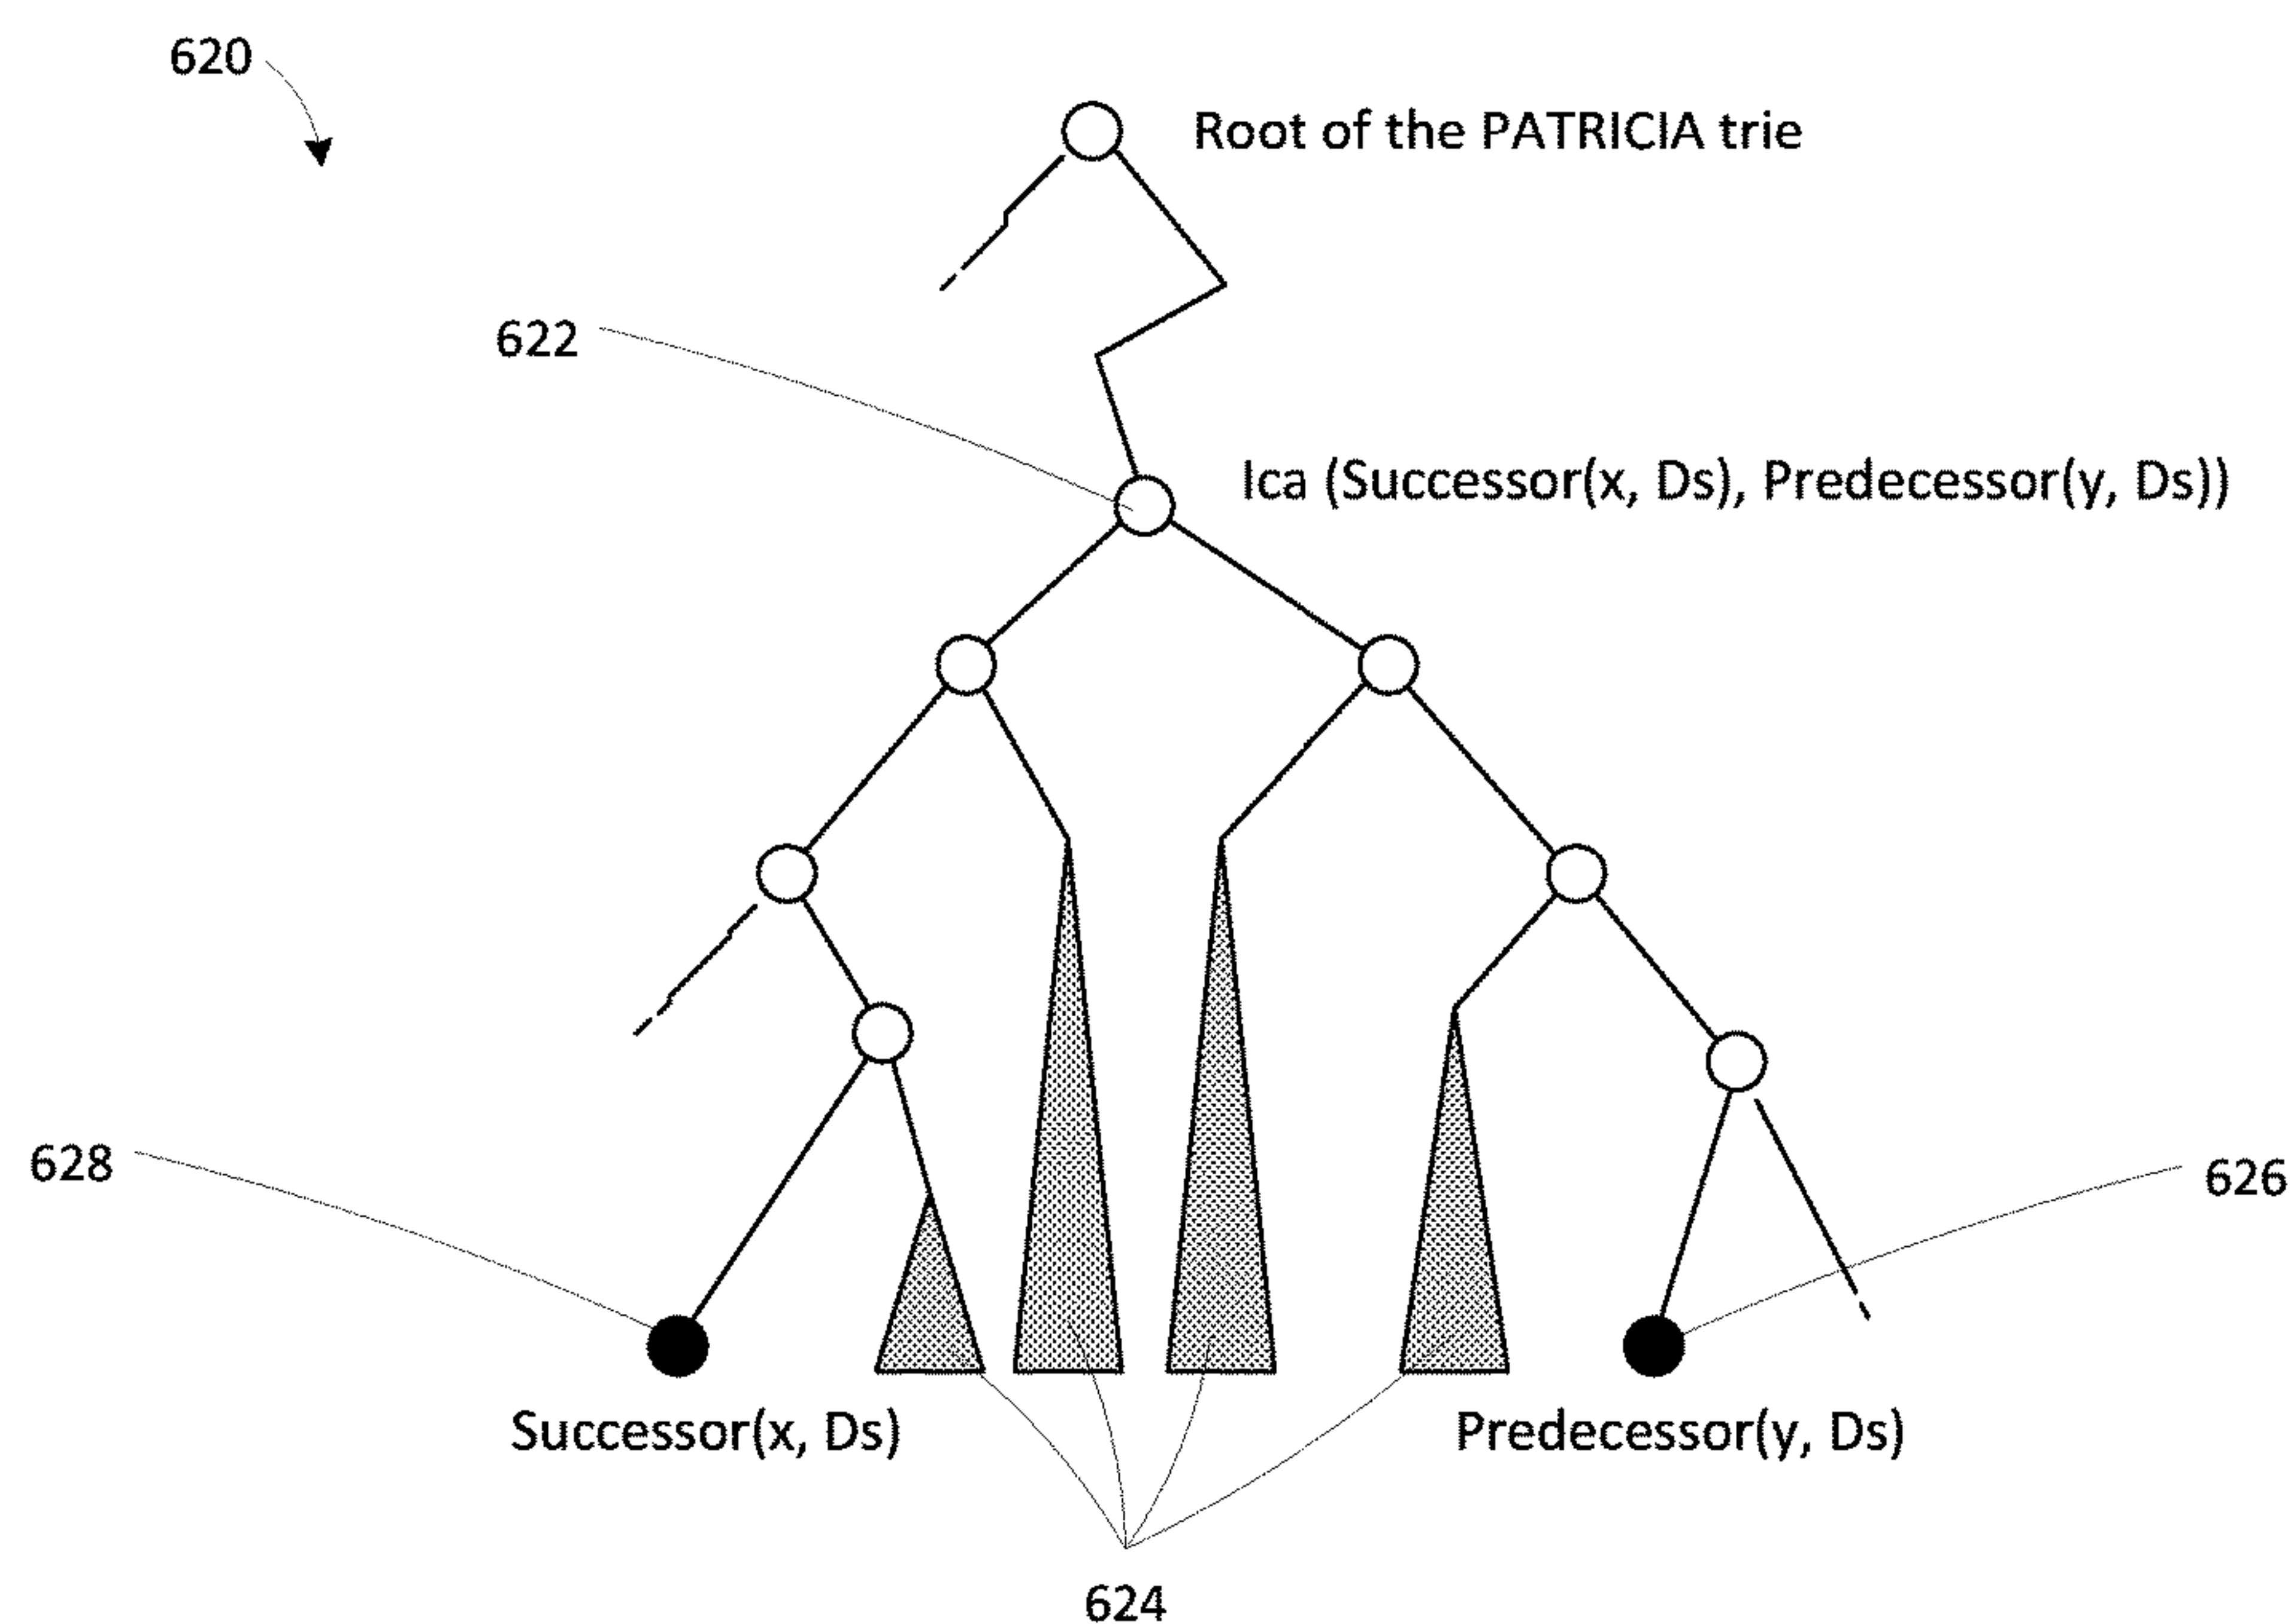 620
Root of the PATRICIA trie
622
lca (Successor(x, Ds), Predecessor(y, Ds))
628
626
Successor(x, Ds)
Predecessor(y, Ds)
624